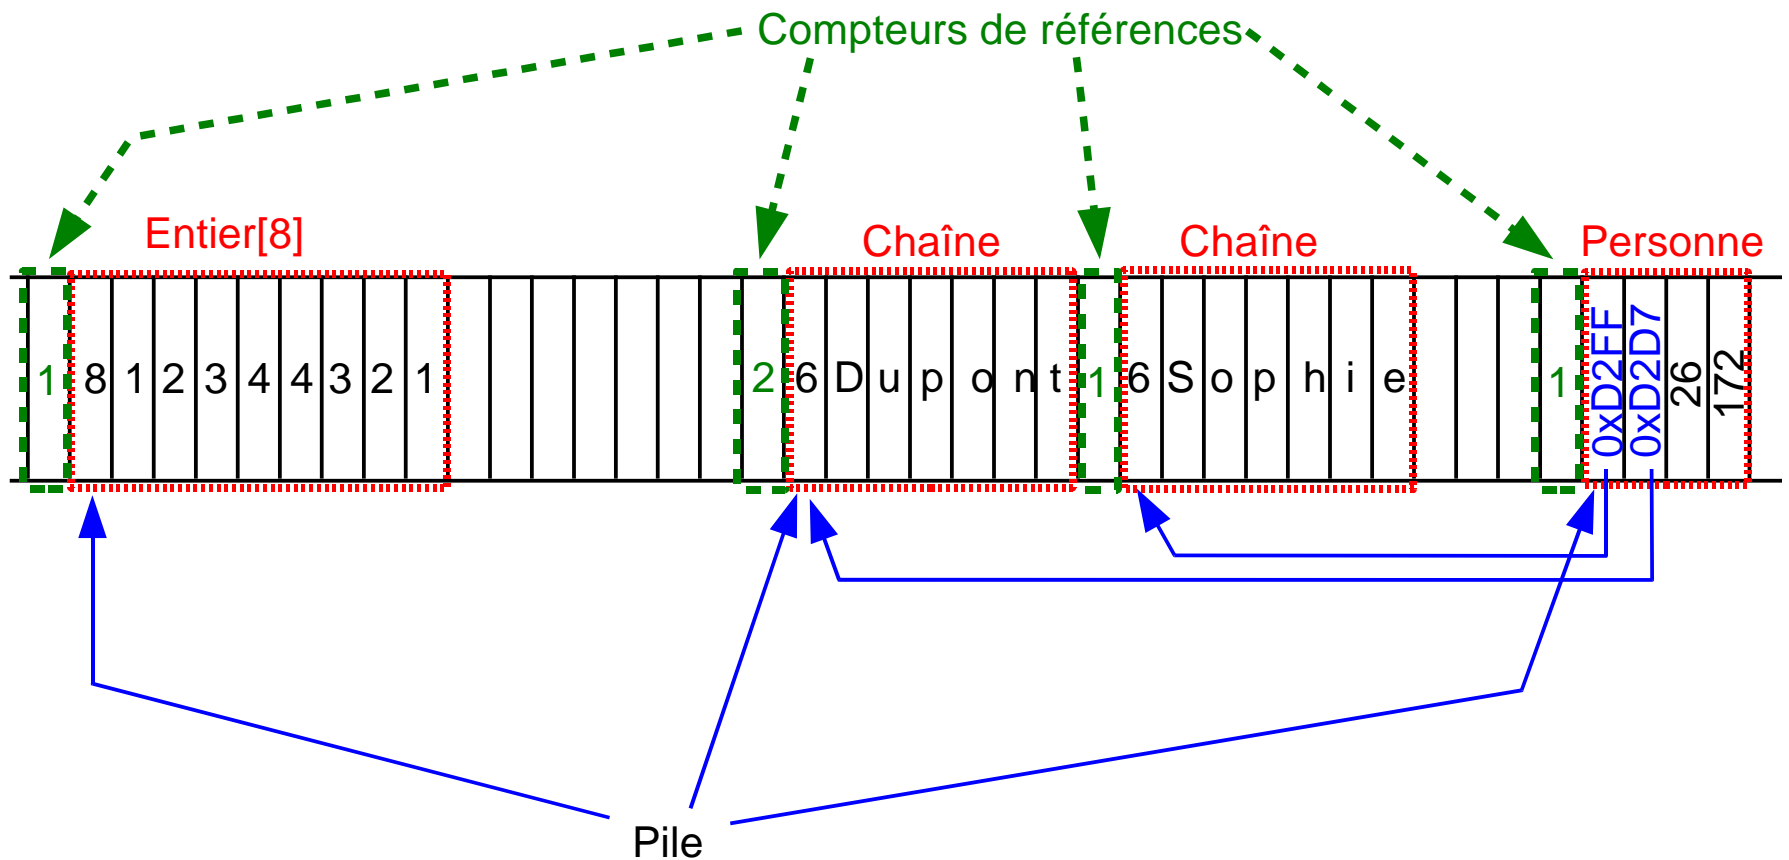 Compteurs de références
Entier[8]
Chaîne
Chaîne
Personne
1 8 1 2 3 4 4 3 2 1 2 6 D u p o n t 1 6 S o p h i e 1 0xD2FF 0xD2D7 26 172
Pile